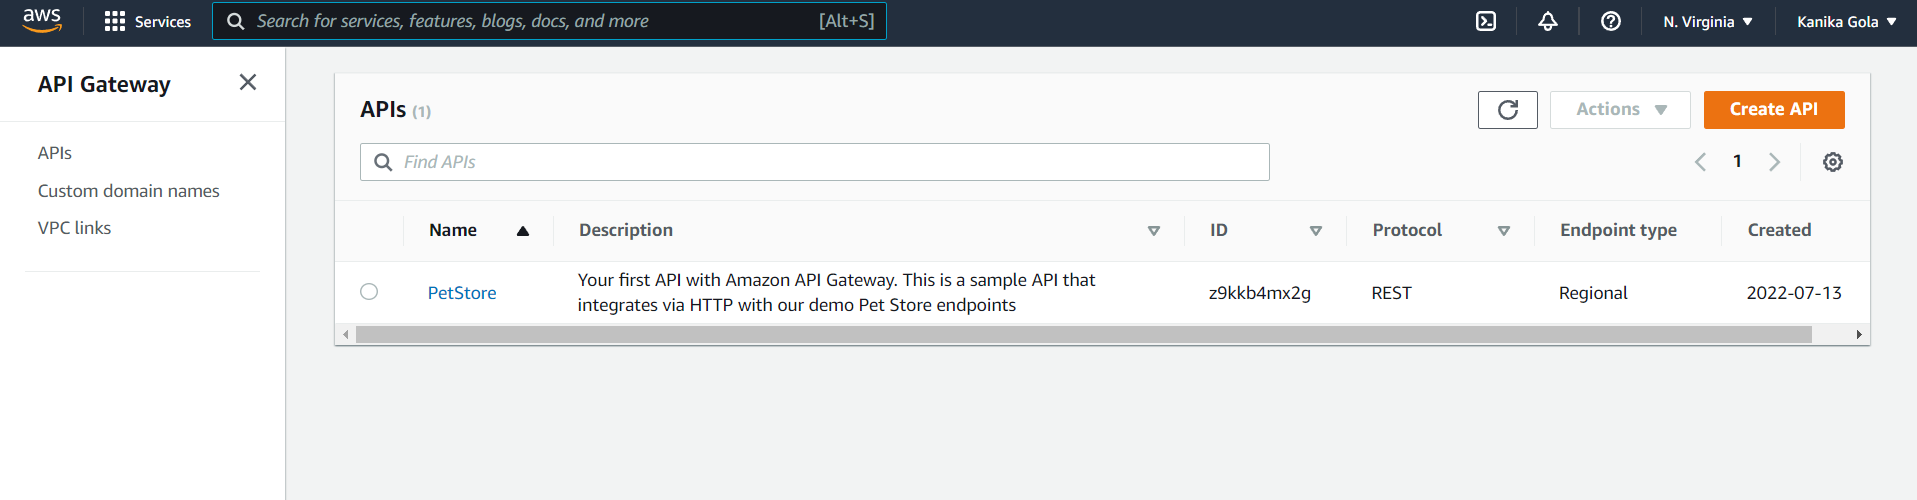 aws
Services
Search for services, features, blogs, docs, and more
[Alt+S]
N. Virginia
Kanika Gola
API Gateway
APIs
Custom domain names
VPC links
APIs (1)
Actions
Create API
Find APIs
1
Name
Description
ID
Protocol
Endpoint type
Created
PetStore
Your first API with Amazon API Gateway. This is a sample API that
integrates via HTTP with our demo Pet Store endpoints
z9kkb4mx2g
REST
Regional
2022-07-13